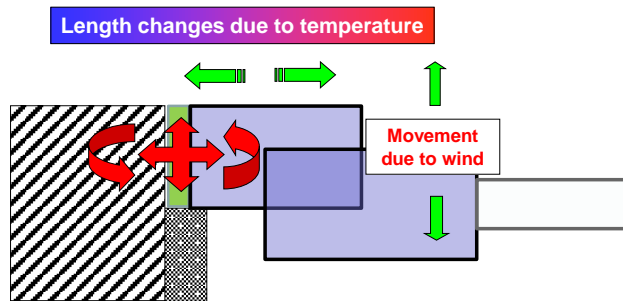 Length changes due to temperature
Movement
due to wind